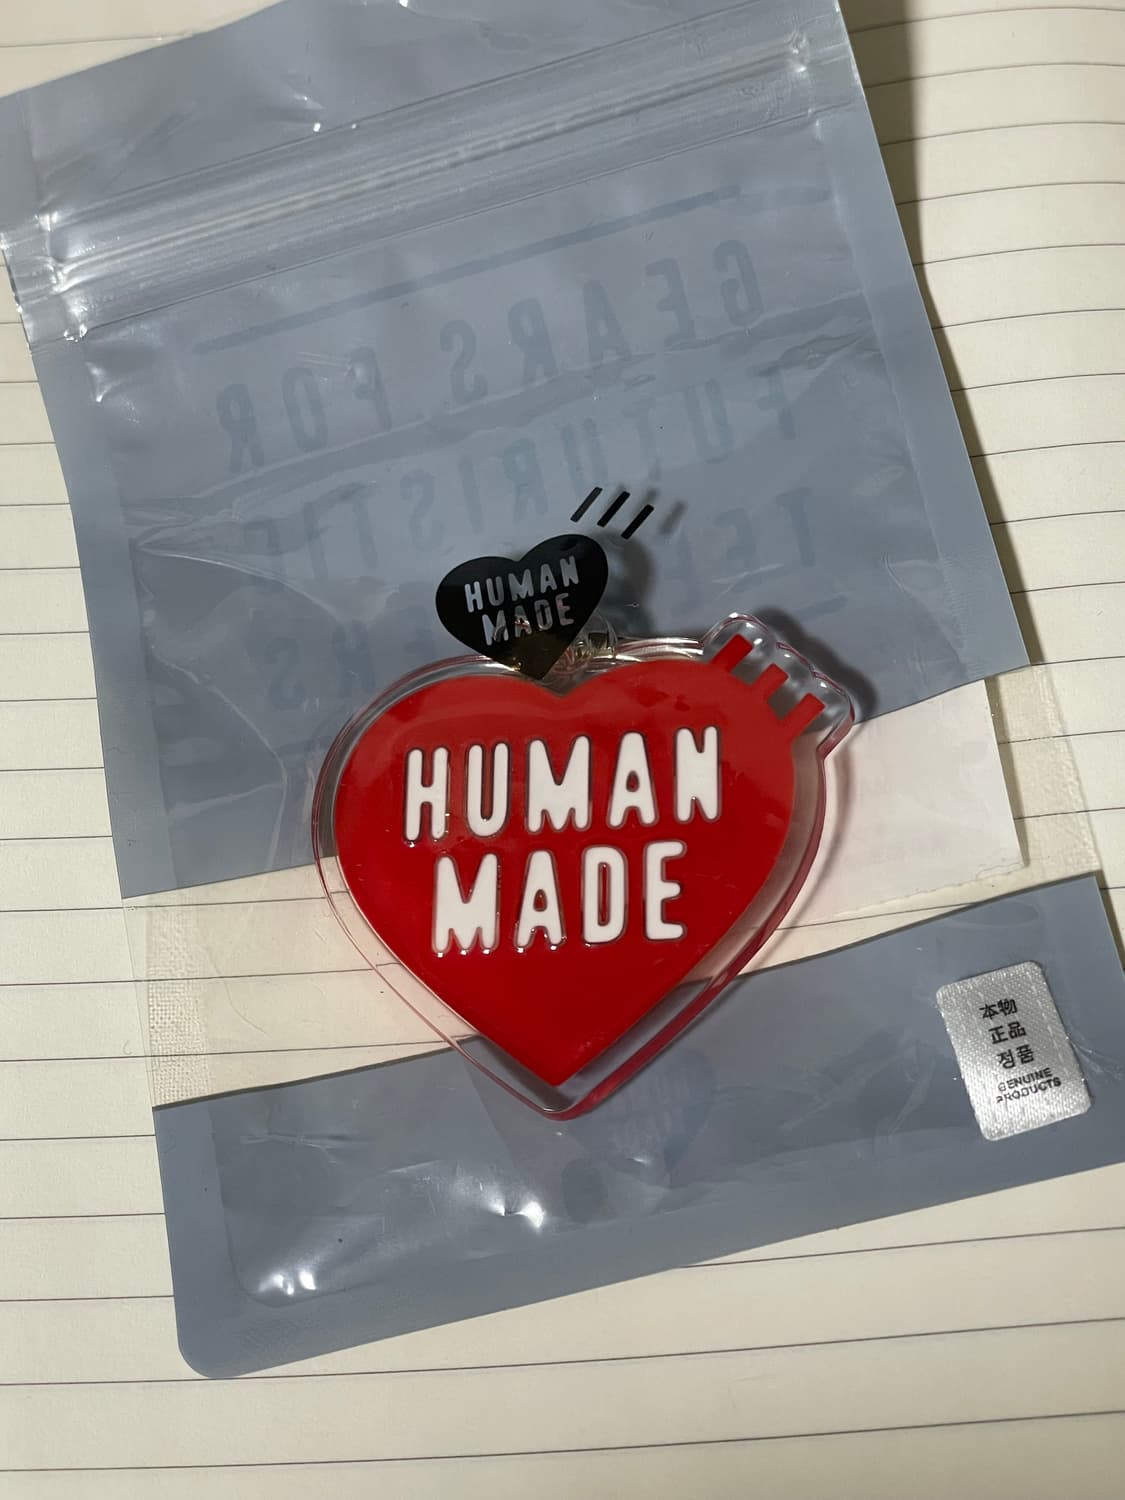 GEARS FOR
FUTURISTIC
HUMAN
MADE
HUMAN
MADE
本物
正品
정품
GENUINE
PRODUCTS